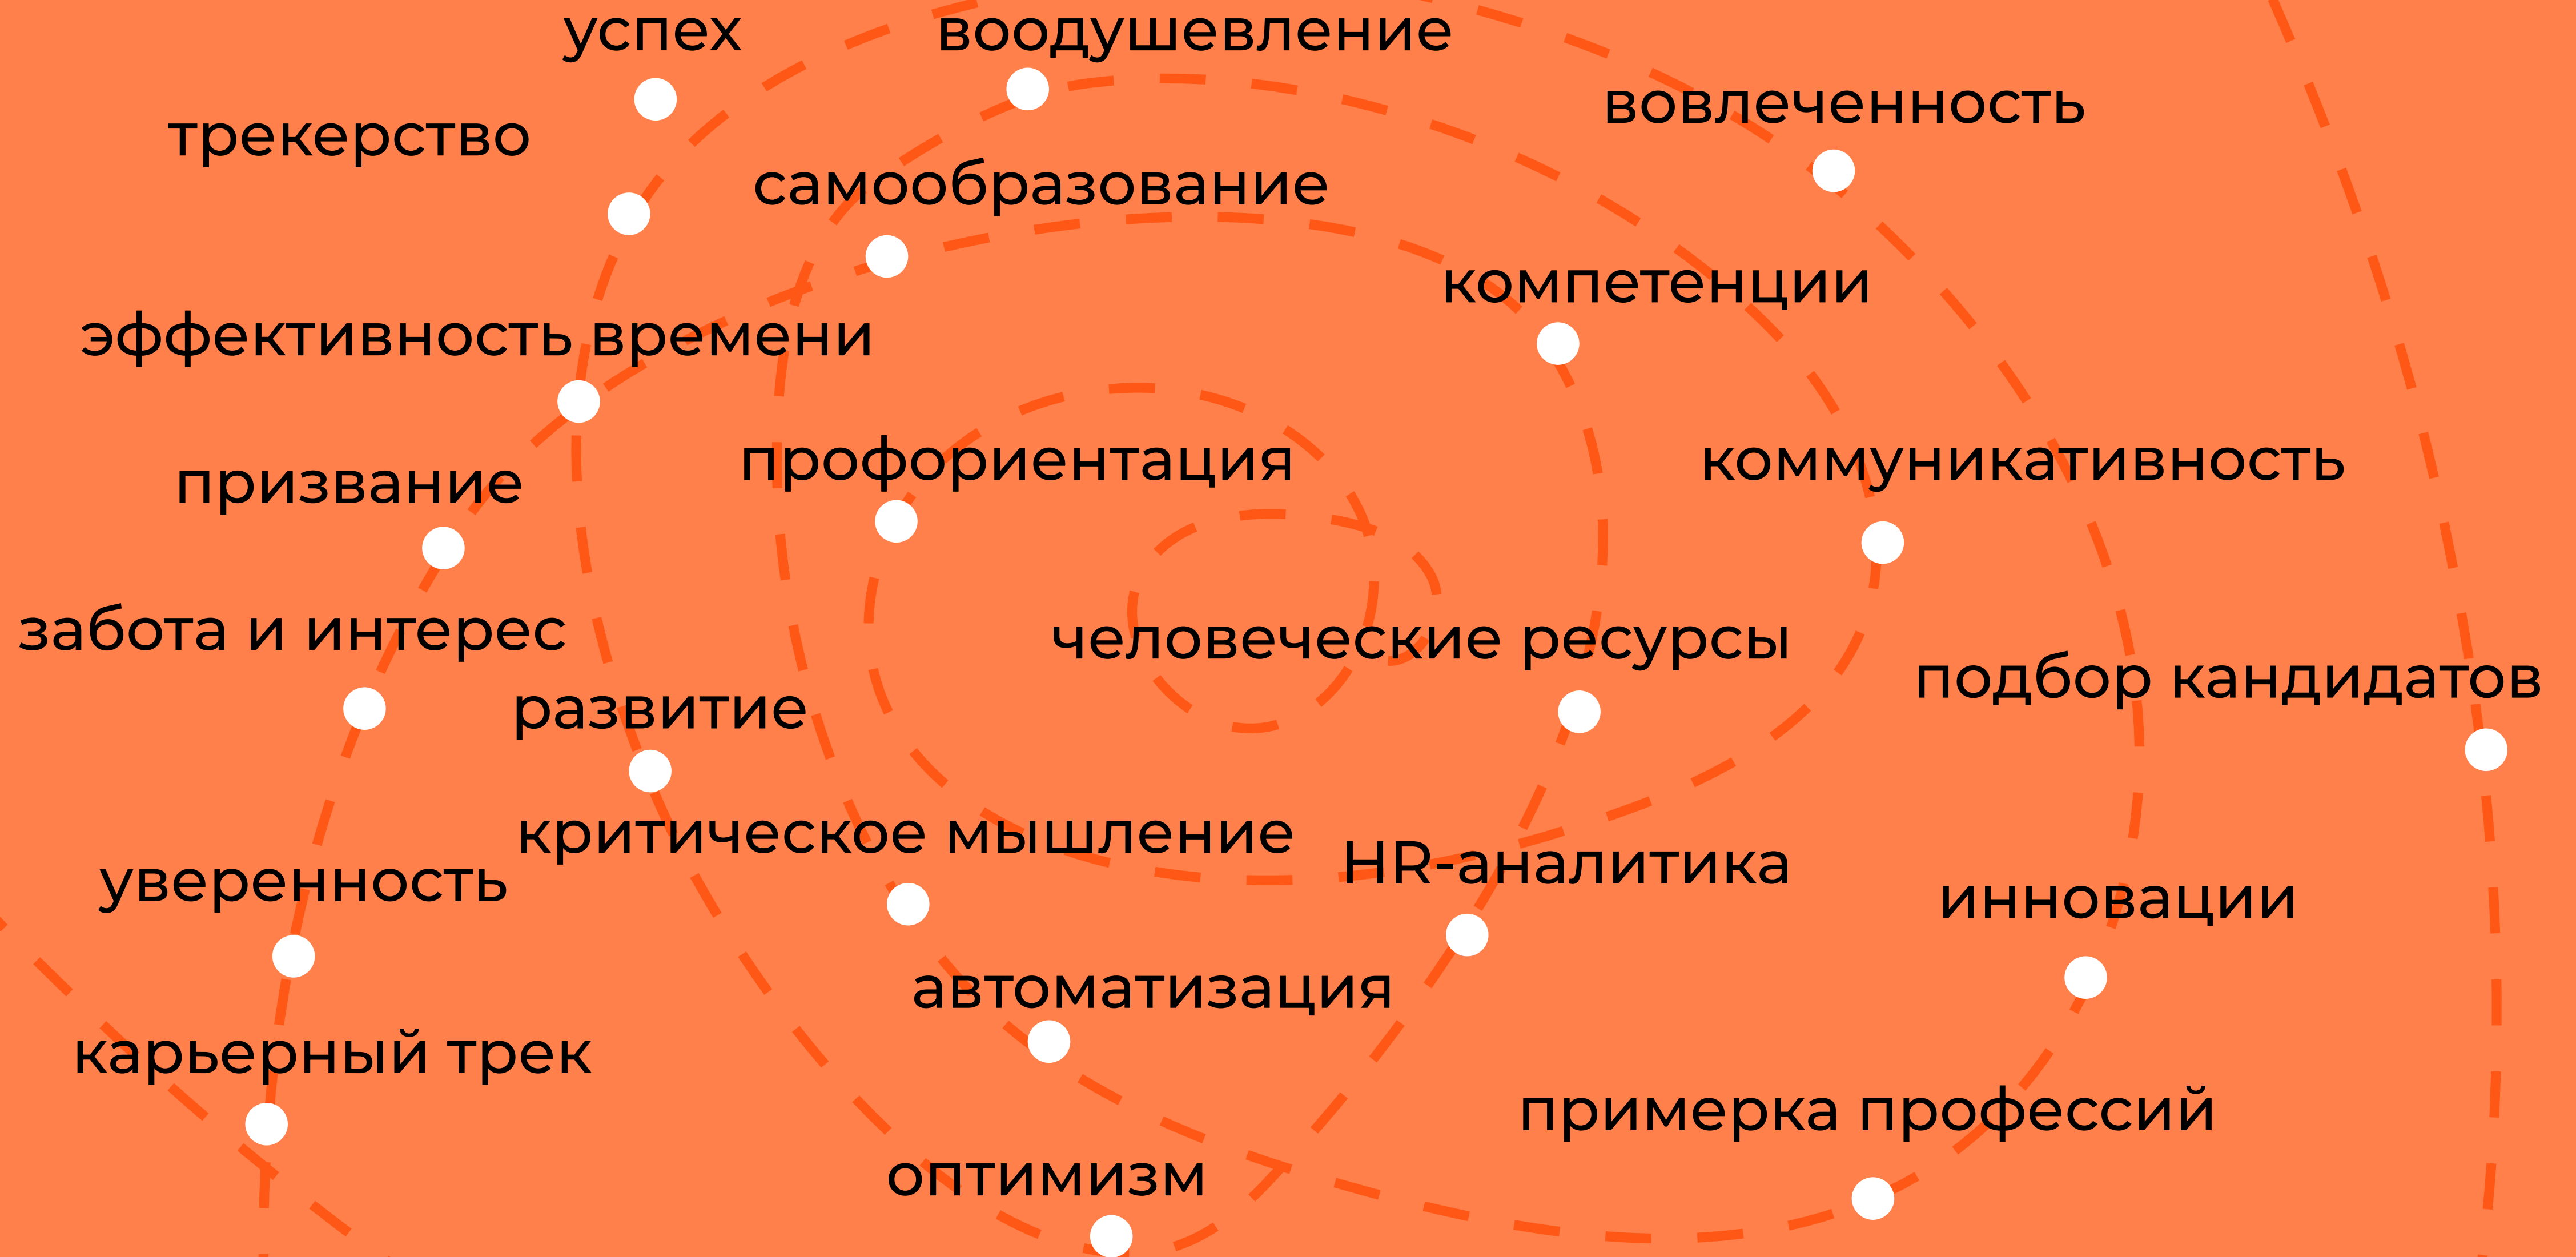 успех
воодушевление
вовлеченность
трекерство
самообразование
компетенции
эффективность времени
профориентация
коммуникативность
призвание
забота и интерес
человеческие ресурсы
подбор кандидатов
развитие
критическое мышление
HR-аналитика
уверенность
инновации
автоматизация
карьерный трек
примерка профессий
оптимизм